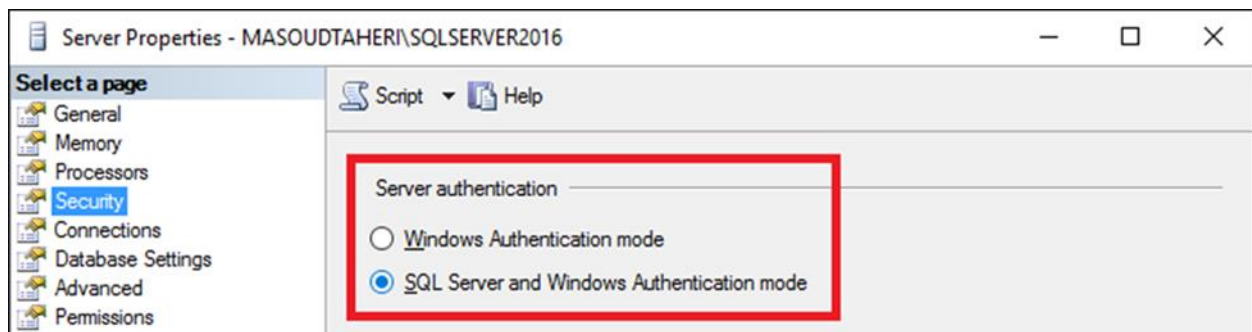 Server Properties - MASOUDTAHERI\SQLSERVER2016
Select a page
General
Memory
Processors
Security
Connections
Database Settings
Advanced
Permissions
Script
Help
Server authentication
Windows Authentication mode
SQL Server and Windows Authentication mode